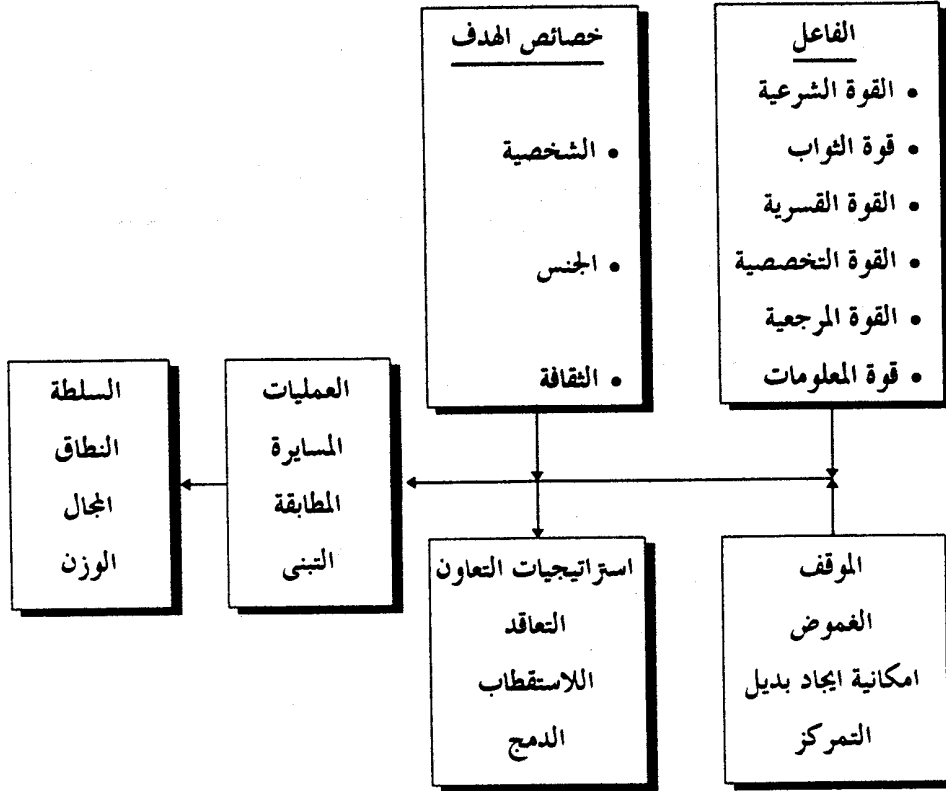 الفاعل
• القوة الشرعية
• قوة الثواب
• القوة القسرية
• القوة التخصصية
• القوة المرجعية
• قوة المعلومات
خصائص الهدف
• الشخصية
• الجنس
• الثقافة
العمليات
المسايرة
المطابقة
التبنى
السلطة
النطاق
المجال
الوزن
الموقف
الغموض
امكانية ايجاد بديل
التمركز
استراتيجيات التعاون
التعاقد
اللاستقطاب
الدمج